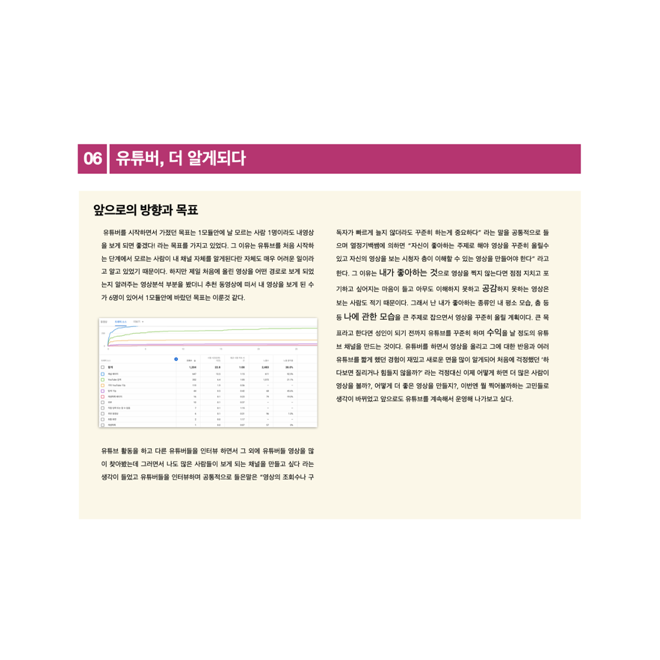 06 유튜버, 더 알게되다
앞으로의 방향과 목표
유튜버를 시작하면서 가졌던 목표는 1모듈만에 날 모르는 사람 1명이라도 내영상
을 보게 되면 좋겠다! 라는 목표를 가지고 있었다. 그 이유는 유튜브를 처음 시작하
는 단계에서 모르는 사람이 내 채널 자체를 알게된다란 자체도 매우 어려운 일이라
고 알고 있었기 때문이다. 하지만 제일 처음에 올린 영상을 어떤 경로로 보게 되었
는지 알려주는 영상분석 부분을 봤더니 추천 동영상에 떠서 내 영상을 보게 된 수
가 6명이 있어서 1모듈만에 바랐던 목표는 이룬것 같다.
유튜브 활동을 하고 다른 유튜버들을 인터뷰 하면서 그 외에 유튜버들 영상을 많
이 찾아봤는데 그러면서 나도 많은 사람들이 보게 되는 채널을 만들고 싶다 라는
생각이 들었고 유튜버들을 인터뷰하며 공통적으로 들은말은 “영상의 조회수나 구
독자가 빠르게 늘지 않더라도 꾸준히 하는게 중요하다” 라는 말을 공통적으로 들
으며 열정기백쌤에 의하면 “자신이 좋아하는 주제로 해야 영상을 꾸준히 올릴수
있고 자신의 영상을 보는 시청자 층이 이해할 수 있는 영상을 만들어야 한다” 라고
한다. 그 이유는 내가 좋아하는 것으로 영상을 찍지 않는다면 점점 지치고 포
기하고 싶어지는 마음이 들고 아무도 이해하지 못하고 공감하지 못하는 영상은
보는 사람도 적기 때문이다. 그래서 난 내가 좋아하는 종류인 내 평소 모습, 춤 등
등 나에 관한 모습을 큰 주제로 잡으면서 영상을 꾸준히 올릴 계획이다. 큰 목
표라고 한다면 성인이 되기 전까지 유튜브를 꾸준히 하며 수익을 날 정도의 유튜
브 채널을 만드는 것이다. 유튜버를 하면서 영상을 올리고 그에 대한 반응과 여러
유튜브를 짧게 했던 경험이 재밌고 새로운 면을 많이 알게되어 처음에 걱정했던 ‘하
다보면 질리거나 힘들지 않을까?’ 라는 걱정대신 이제 어떻게 하면 더 많은 사람이
영상을 볼까?, 어떻게 더 좋은 영상을 만들지?, 이번엔 뭘 찍어볼까하는 고민들로
생각이 바뀌었고 앞으로도 유튜브를 계속해서 운영해 나가보고 싶다.